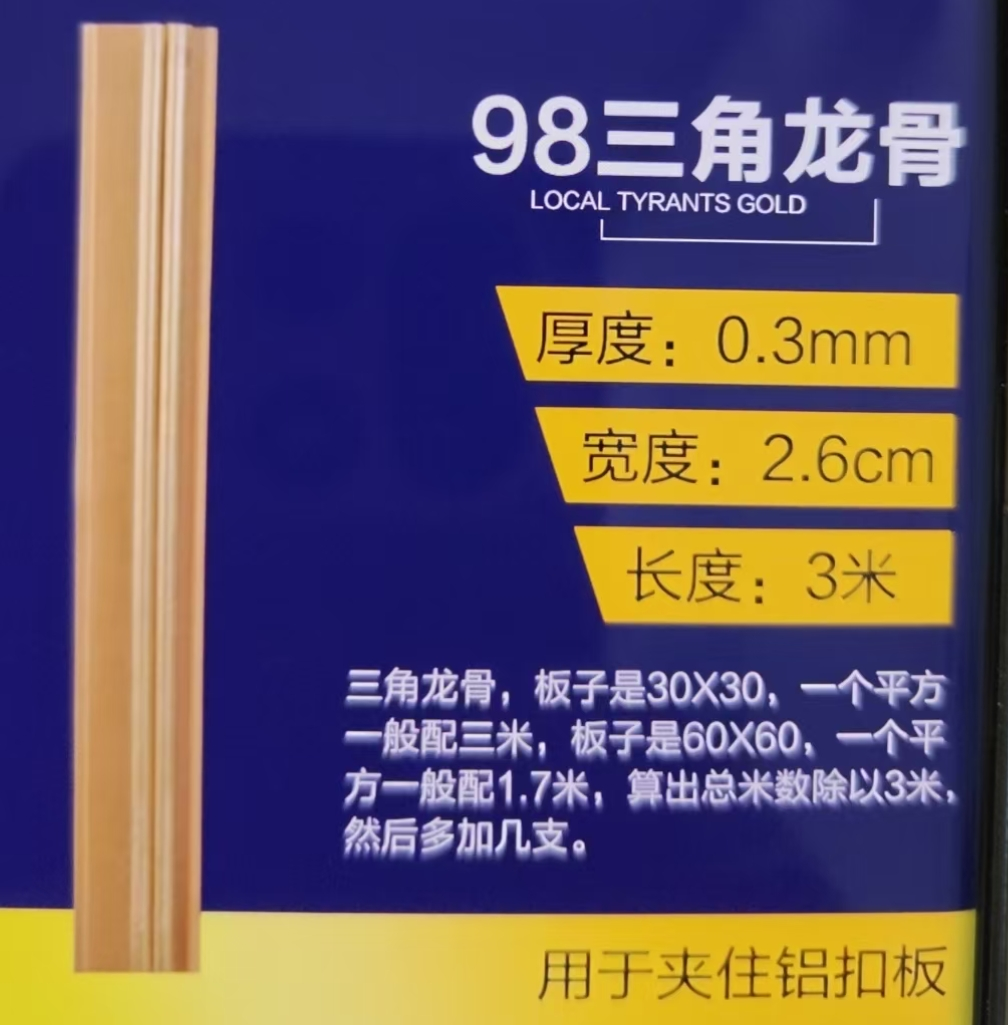 98三角龙骨
LOCAL TYRANTS GOLD
厚度：0.3mm
宽度：2.6cm
长度：3米
三角龙骨，板子是30X30，一个平方
一般配三米，板子是60X60，一个平
方一般配1.7米，算出总米数除以3米，
然后多加几支。
用于夹住铝扣板